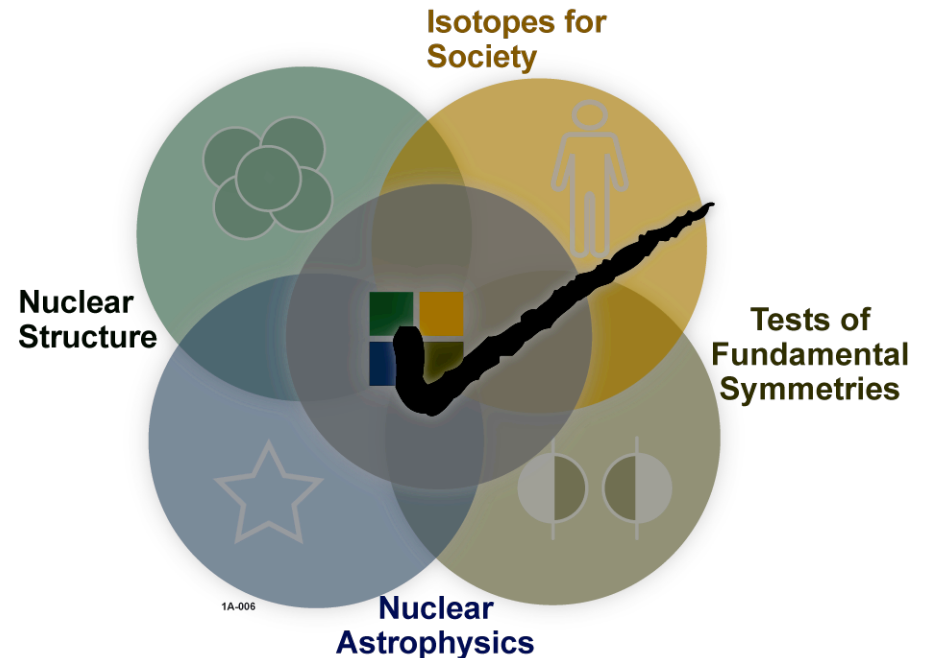 Isotopes for
Society
Nuclear
Structure
Tests of
Fundamental
Symmetries
1A-006
Nuclear
Astrophysics